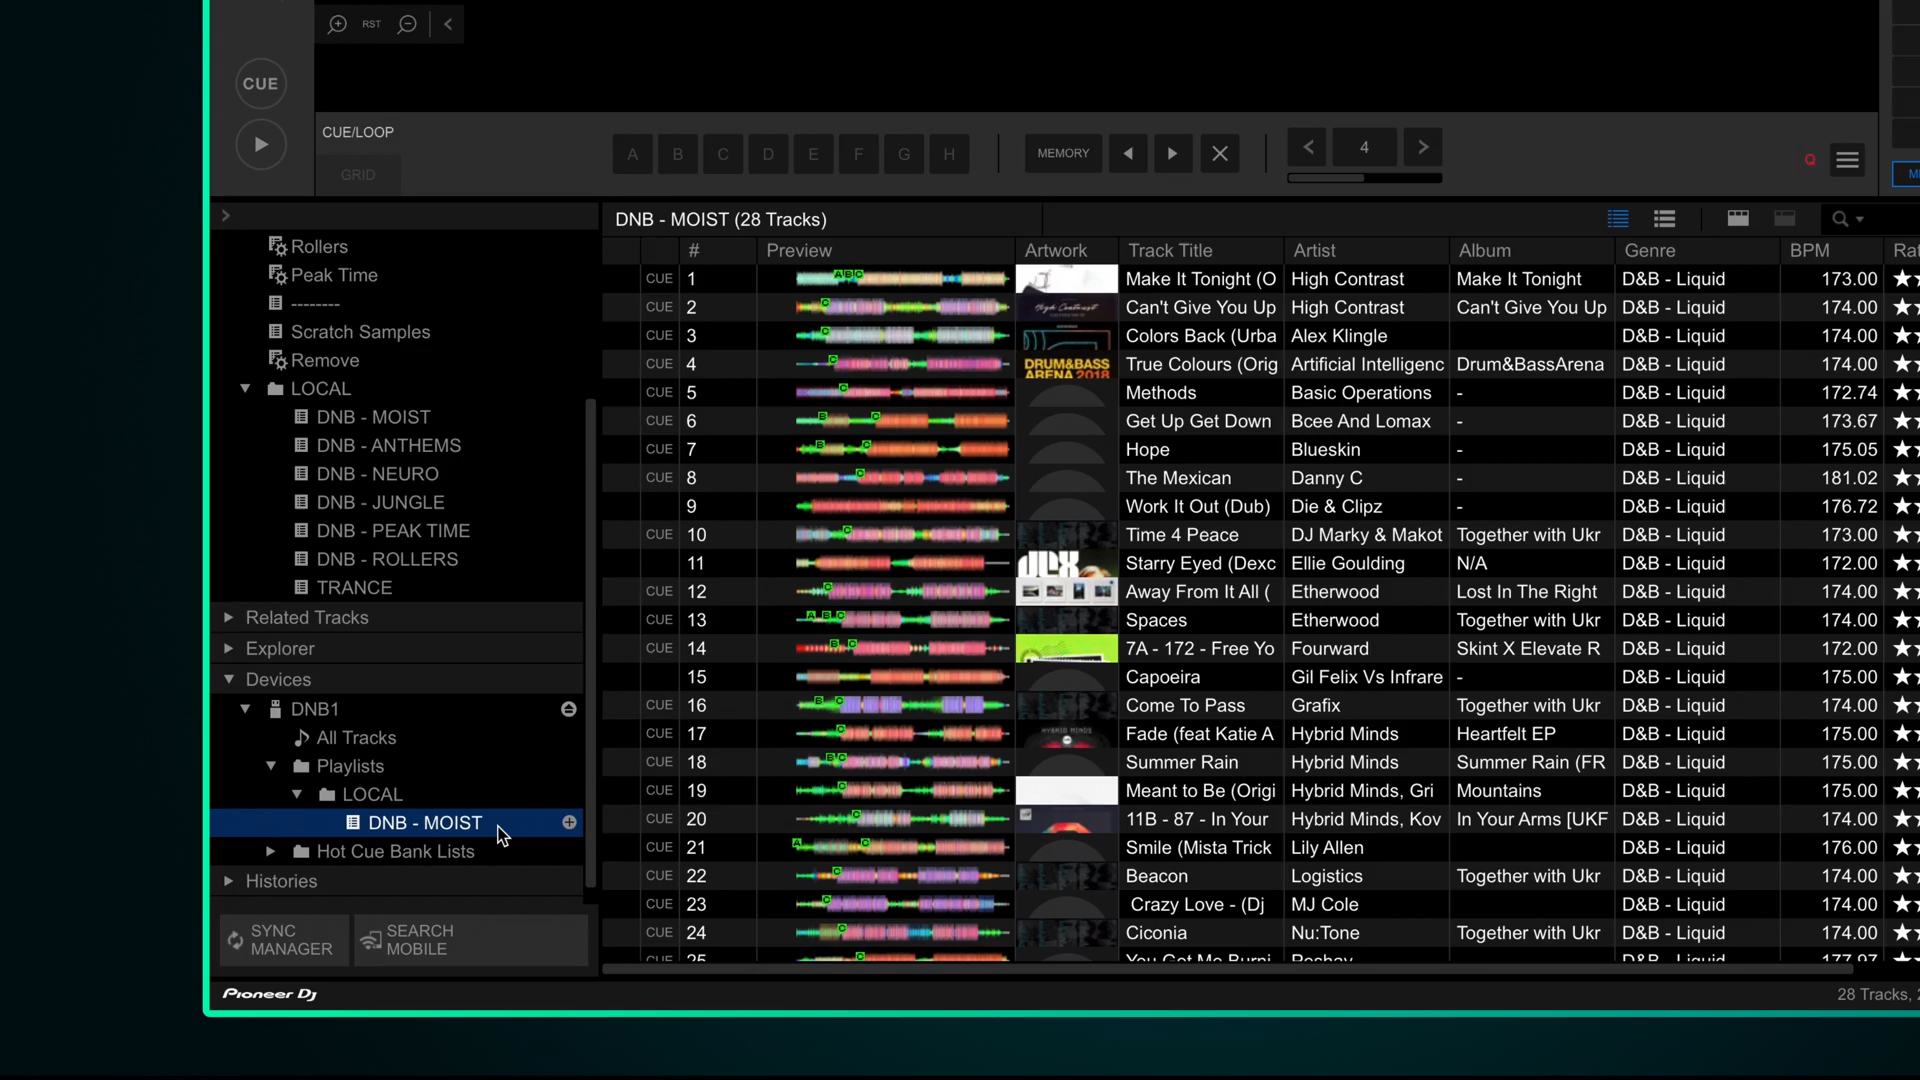 RST
CUE
CUE/LOOP
GRID
A B C D E F G H
MEMORY
4
Q
DNB - MOIST (28 Tracks)
# Preview Artwork Track Title Artist Album Genre BPM
Rollers
Peak Time
--------
Scratch Samples
Remove
LOCAL
DNB - MOIST
DNB - ANTHEMS
DNB - NEURO
DNB - JUNGLE
DNB - PEAK TIME
DNB - ROLLERS
TRANCE
Related Tracks
Explorer
Devices
DNB1
All Tracks
Playlists
LOCAL
DNB - MOIST
Hot Cue Bank Lists
Histories
SYNC MANAGER
SEARCH MOBILE
CUE 1 Make It Tonight (O High Contrast Make It Tonight D&B - Liquid 173.00
CUE 2 Can't Give You Up High Contrast Can't Give You Up D&B - Liquid 174.00
CUE 3 Colors Back (Urba Alex Klingle D&B - Liquid 174.00
CUE 4 DRUM&BASS ARENA 2018 True Colours (Orig Artificial Intelligenc Drum&BassArena D&B - Liquid 174.00
CUE 5 Methods Basic Operations - D&B - Liquid 172.74
CUE 6 Get Up Get Down Bcee And Lomax - D&B - Liquid 173.67
CUE 7 Hope Blueskin - D&B - Liquid 175.05
CUE 8 The Mexican Danny C - D&B - Liquid 181.02
9 Work It Out (Dub) Die & Clipz - D&B - Liquid 176.72
CUE 10 Time 4 Peace DJ Marky & Makot Together with Ukr D&B - Liquid 173.00
11 Starry Eyed (Dexc Ellie Goulding N/A D&B - Liquid 172.00
CUE 12 Away From It All ( Etherwood Lost In The Right D&B - Liquid 174.00
CUE 13 Spaces Etherwood Together with Ukr D&B - Liquid 174.00
CUE 14 7A - 172 - Free Yo Fourward Skint X Elevate R D&B - Liquid 172.00
15 Capoeira Gil Felix Vs Infrare - D&B - Liquid 175.00
CUE 16 Come To Pass Grafix Together with Ukr D&B - Liquid 174.00
CUE 17 HYBRID MINDS Fade (feat Katie A Hybrid Minds Heartfelt EP D&B - Liquid 175.00
CUE 18 Summer Rain Hybrid Minds Summer Rain (FR D&B - Liquid 175.00
CUE 19 Meant to Be (Origi Hybrid Minds, Gri Mountains D&B - Liquid 175.00
CUE 20 11B - 87 - In Your Hybrid Minds, Kov In Your Arms [UKF D&B - Liquid 174.00
CUE 21 Smile (Mista Trick Lily Allen D&B - Liquid 176.00
CUE 22 Beacon Logistics Together with Ukr D&B - Liquid 174.00
CUE 23 Crazy Love - (Dj MJ Cole D&B - Liquid 174.00
CUE 24 Ciconia Nu:Tone Together with Ukr D&B - Liquid 174.00
CUE 25 You Got Me Burni D&B - Liquid 177.97
Pioneer Dj
28 Tracks,